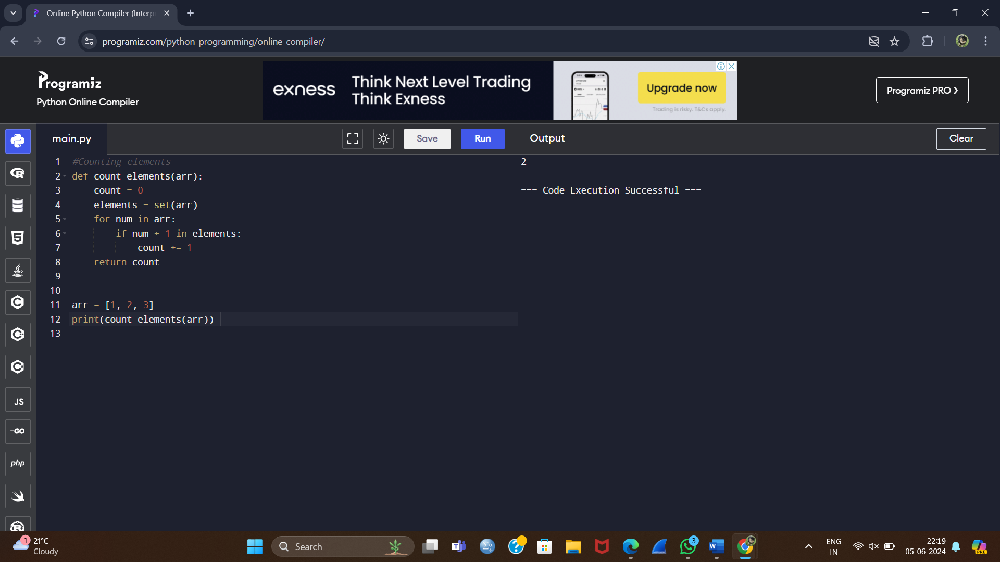 Online Python Compiler (Interp
programiz.com/python-programming/online-compiler/
Programiz
Python Online Compiler
exness
Think Next Level Trading
Think Exness
Upgrade now
Trading is risky. T&Cs apply.
Programiz PRO ❯
main.py
Save
Run
Output
Clear
1 #Counting elements
2 def count_elements(arr):
3     count = 0
4     elements = set(arr)
5     for num in arr:
6         if num + 1 in elements:
7             count += 1
8     return count
9
10
11 arr = [1, 2, 3]
12 print(count_elements(arr))
13
2
=== Code Execution Successful ===
JS
GO
php
1
21°C
Cloudy
Search
3
ENG
IN
22:19
05-06-2024
PRE